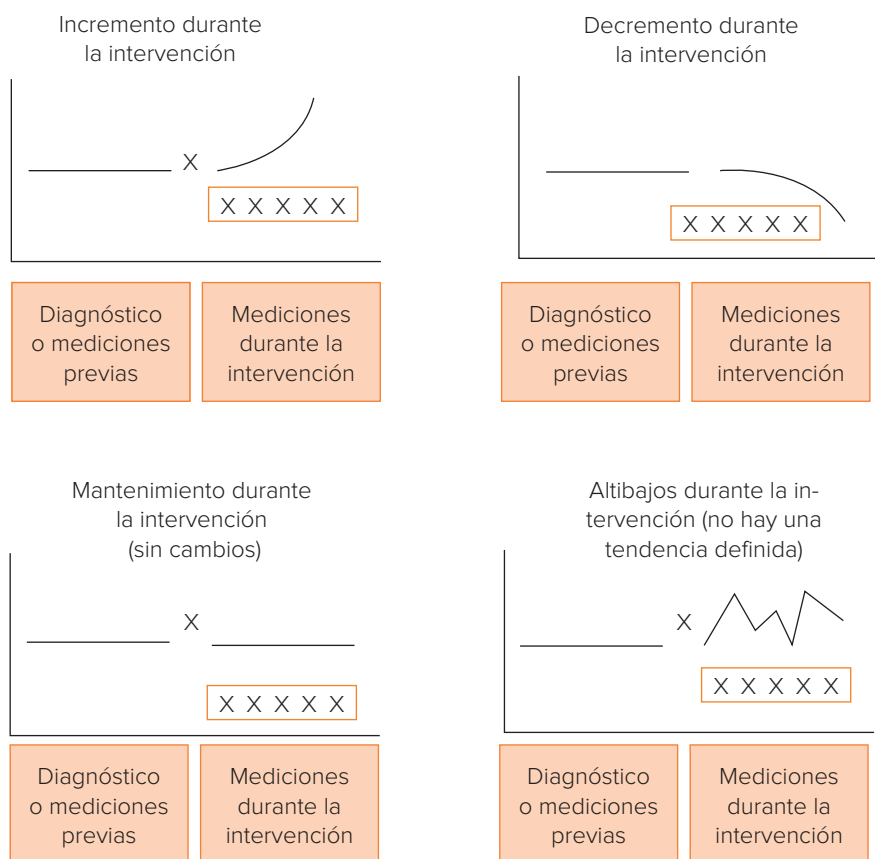 Incremento durante
la intervención
X
X X X X X
Diagnóstico
o mediciones
previas
Mediciones
durante la
intervención
Decremento durante
la intervención
X X X X X
Diagnóstico
o mediciones
previas
Mediciones
durante la
intervención
Mantenimiento durante
la intervención
(sin cambios)
X
X X X X X
Diagnóstico
o mediciones
previas
Mediciones
durante la
intervención
Altibajos durante la in-
tervención (no hay una
tendencia definida)
X
X X X X X
Diagnóstico
o mediciones
previas
Mediciones
durante la
intervención